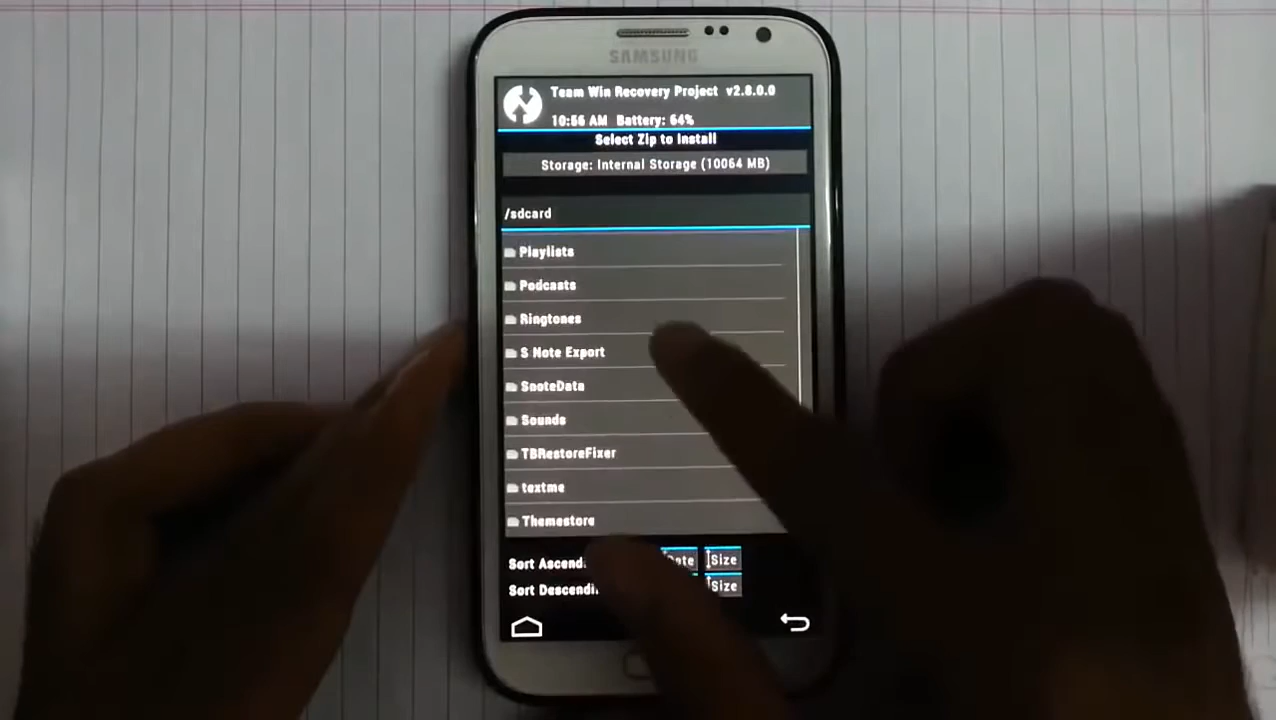 SAMSUNG
Team Win Recovery Project v2.8.0.0
10:56 AM Battery: 64%
Select Zip to Install
Storage: Internal Storage (10064 MB)
/sdcard
Playlists
Podcasts
Ringtones
S Note Export
SnoteData
Sounds
TBRestoreFixer
textme
Themestore
Sort Ascendi Size
Sort Descendi Size